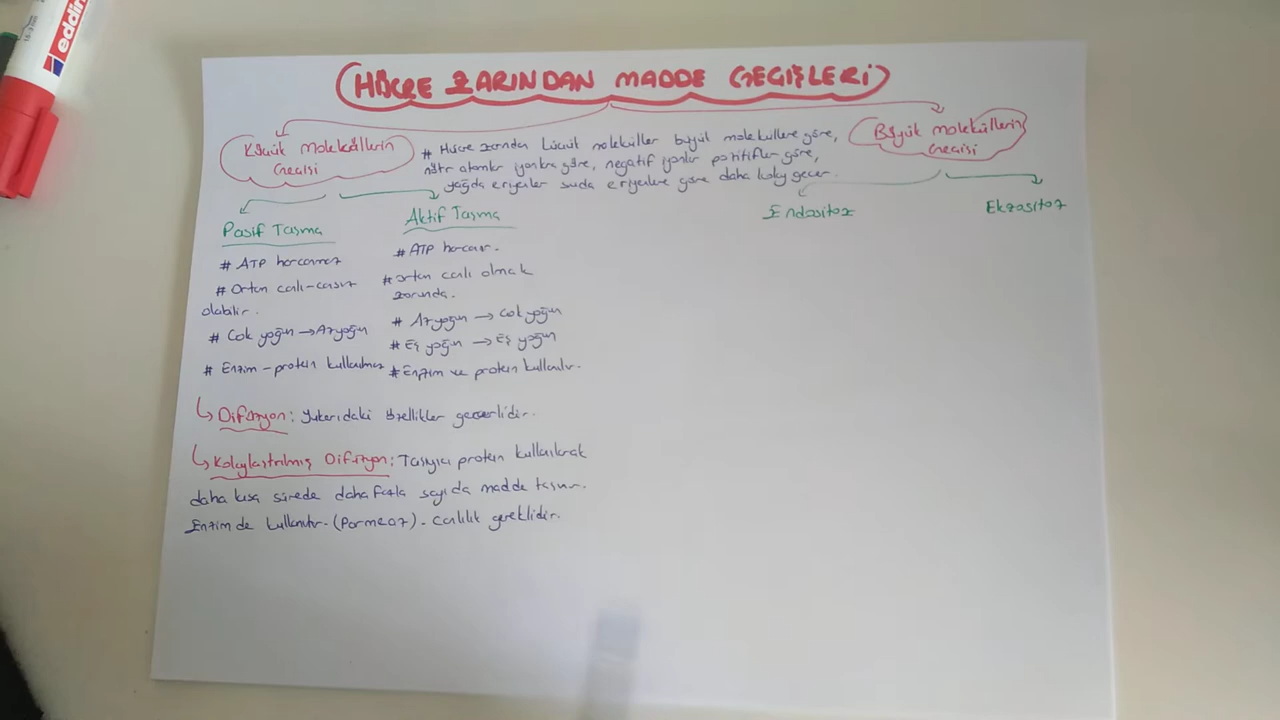 HÜCRE ZARINDAN MADDE GEÇİŞLERİ
Küçük Moleküllerin
Geçişi
# Hücre zarından küçük moleküller büyük moleküllere göre,
nötr atomlar iyonlara göre, negatif iyonlar pozitifler göre,
yağda eriyenler suda eriyenlere göre daha kolay geçer.
Büyük moleküllerin
Geçişi
Pasif Taşıma
# ATP harcanmaz
# Ortam canlı-cansız
olabilir.
# Çok yoğun → Az yoğun
# Enzim - protein kullanılmaz
Aktif Taşıma
# ATP harcanır.
# ortam canlı olmak
zorunda.
# Az yoğun → Çok yoğun
# Eş yoğun → Eş yoğun
# Enzim ve protein kullanılır.
Endositoz
Ekzositoz
Difüzyon: Yukarıdaki özellikler geçerlidir.
Kolaylaştırılmış Difüzyon: Taşıyıcı protein kullanılarak
daha kısa sürede daha fazla sayıda madde taşınır.
Enzim de kullanılır. (Permeaz). Canlılık gereklidir.
edding